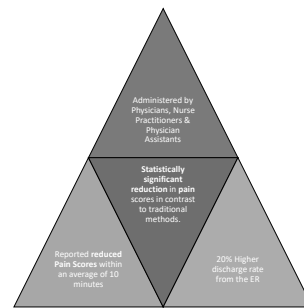 Administered by
Physicians, Nurse
Practitioners &
Physician
Assistants
Statistically
significant
reduction in pain
scores in contrast
to traditional
methods.
Reported reduced
Pain Scores within
an average of 10
minutes
20% Higher
discharge rate
from the ER